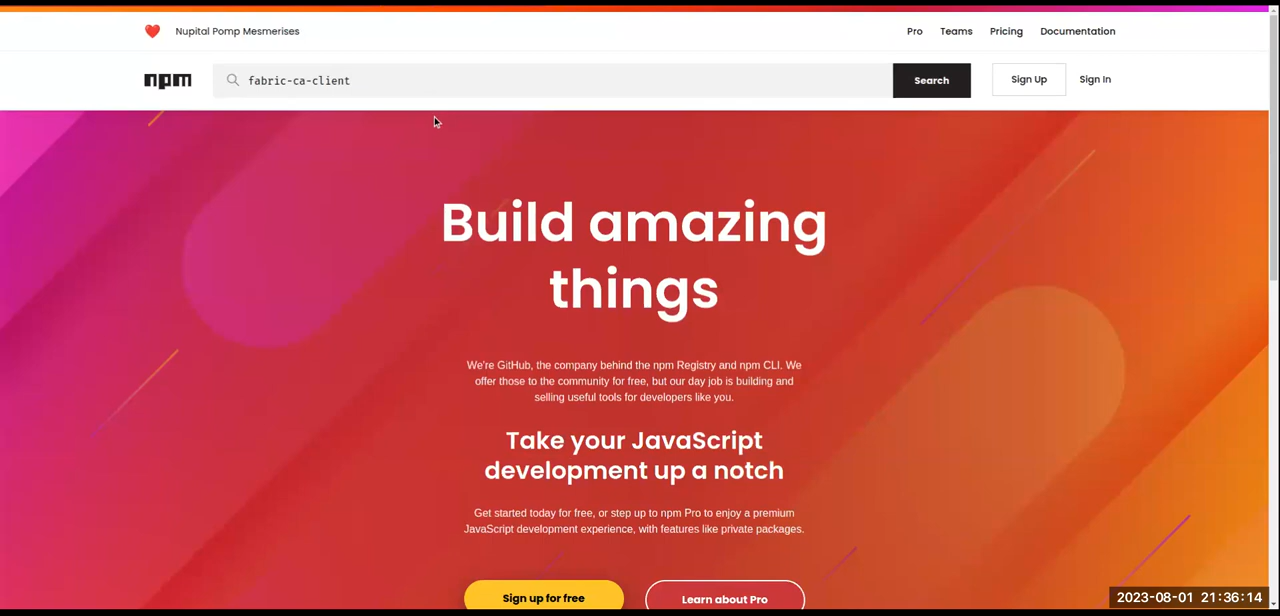 Nupital Pomp Mesmerises
Pro Teams Pricing Documentation
npm fabric-ca-client Search Sign Up Sign In
Build amazing
things
We're GitHub, the company behind the npm Registry and npm CLI. We
offer those to the community for free, but our day job is building and
selling useful tools for developers like you.
Take your JavaScript
development up a notch
Get started today for free, or step up to npm Pro to enjoy a premium
JavaScript development experience, with features like private packages.
Sign up for free Learn about Pro
2023-08-01 21:36:14